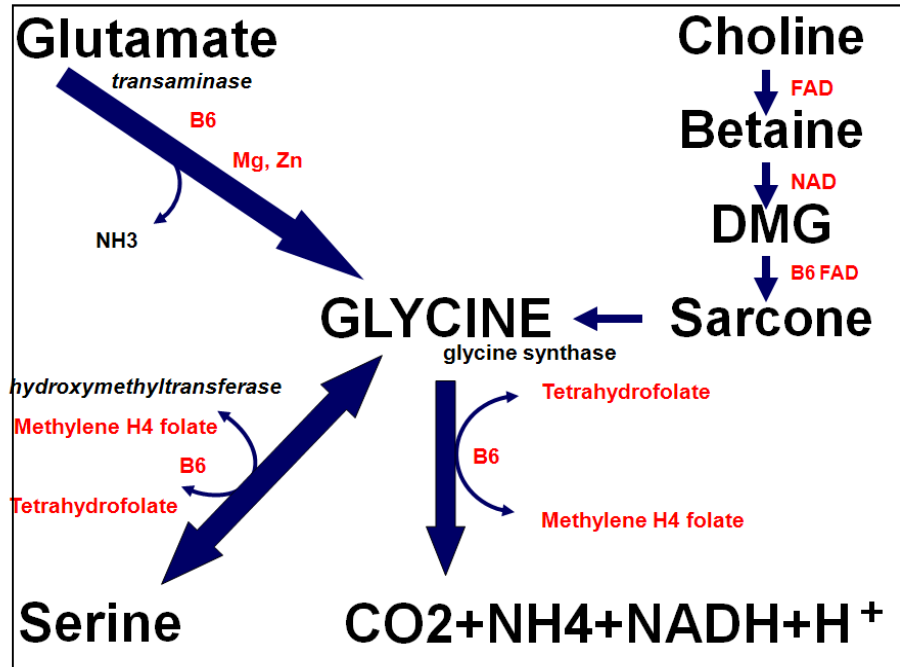 Glutamate
transaminase
B6
Mg, Zn
NH3
Choline
FAD
Betaine
NAD
DMG
B6 FAD
Sarcone
GLYCINE
glycine synthase
hydroxymethyltransferase
Methylene H4 folate
B6
Tetrahydrofolate
Tetrahydrofolate
B6
Methylene H4 folate
Serine
CO2+NH4+NADH+H⁺